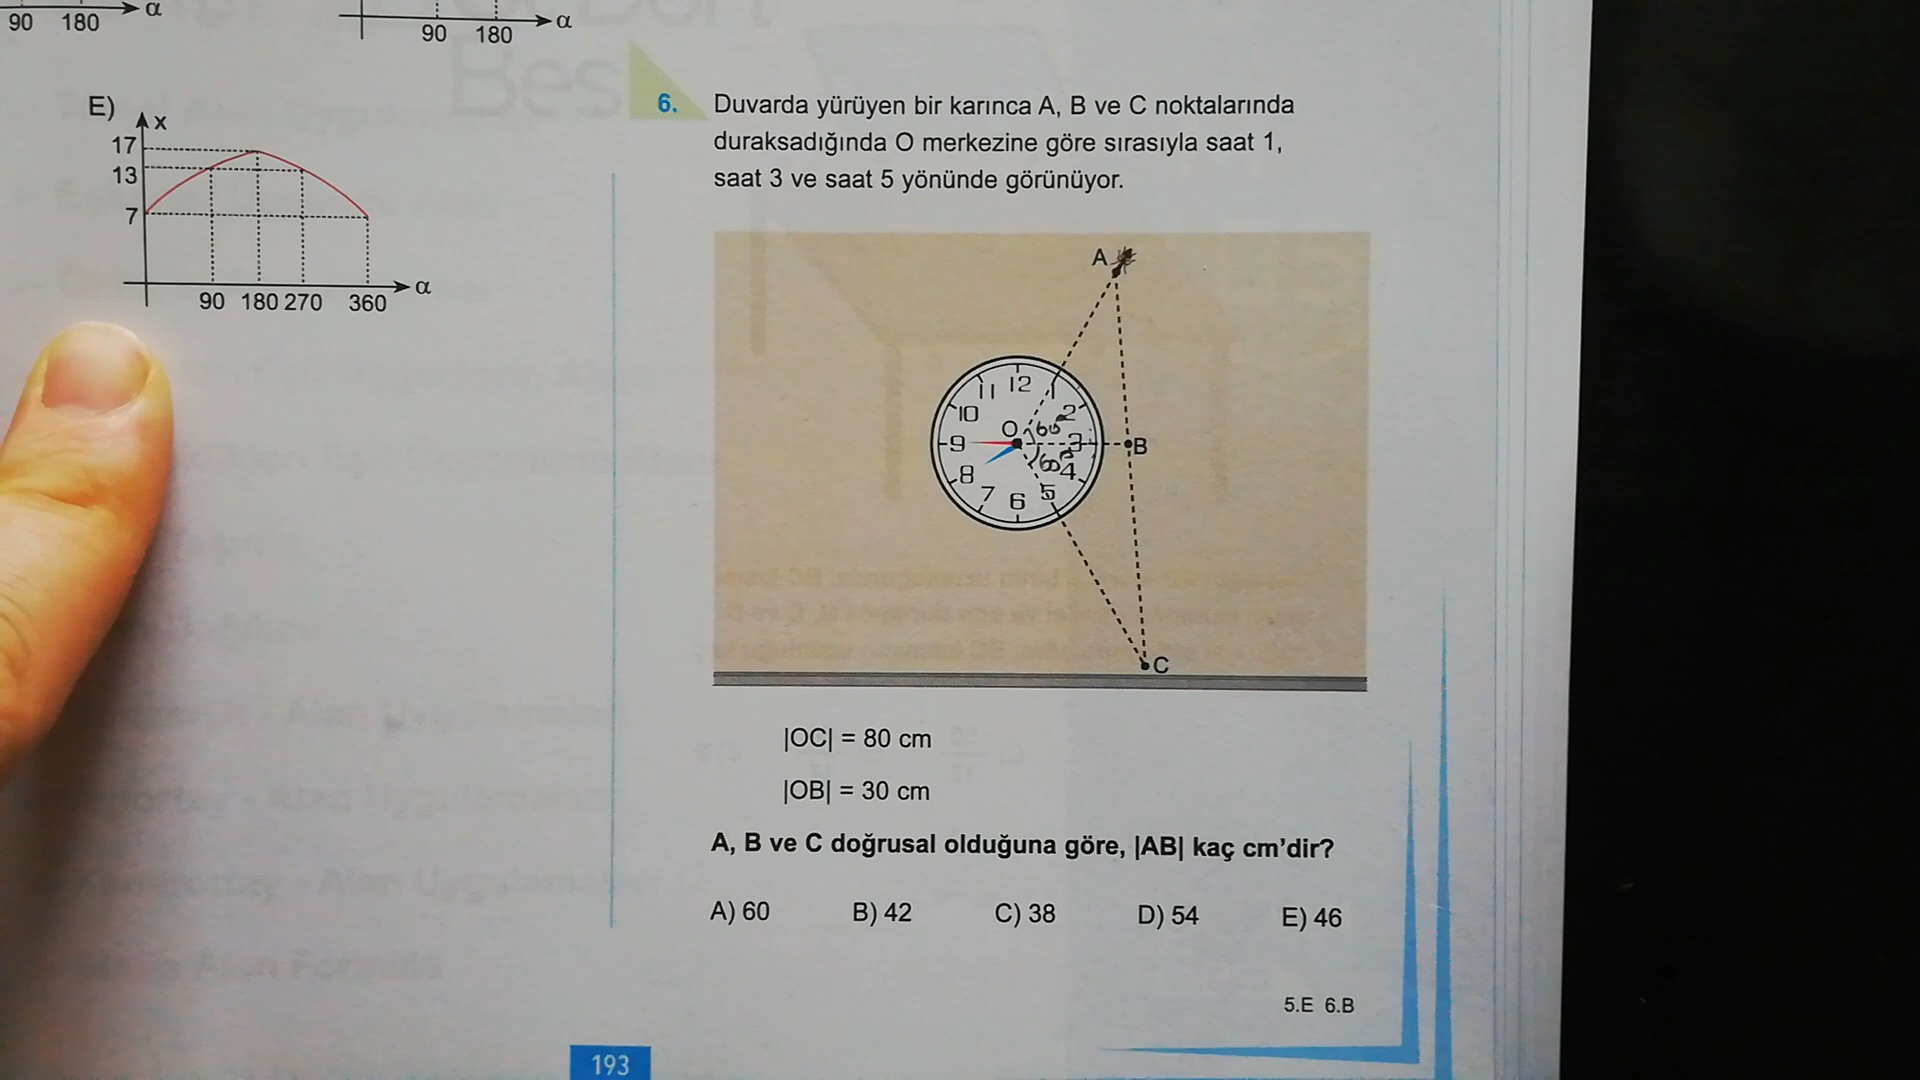 90 180 α
90 180 α
E)
x
17
13
7
90 180 270 360 α
6. Duvarda yürüyen bir karınca A, B ve C noktalarında
duraksadığında O merkezine göre sırasıyla saat 1,
saat 3 ve saat 5 yönünde görünüyor.
A
12
11 1
10 2
O 60°
9 3 B
60°
8 4
7 5
6
C
|OC| = 80 cm
|OB| = 30 cm
A, B ve C doğrusal olduğuna göre, |AB| kaç cm'dir?
A) 60 B) 42 C) 38 D) 54 E) 46
5.E 6.B
193